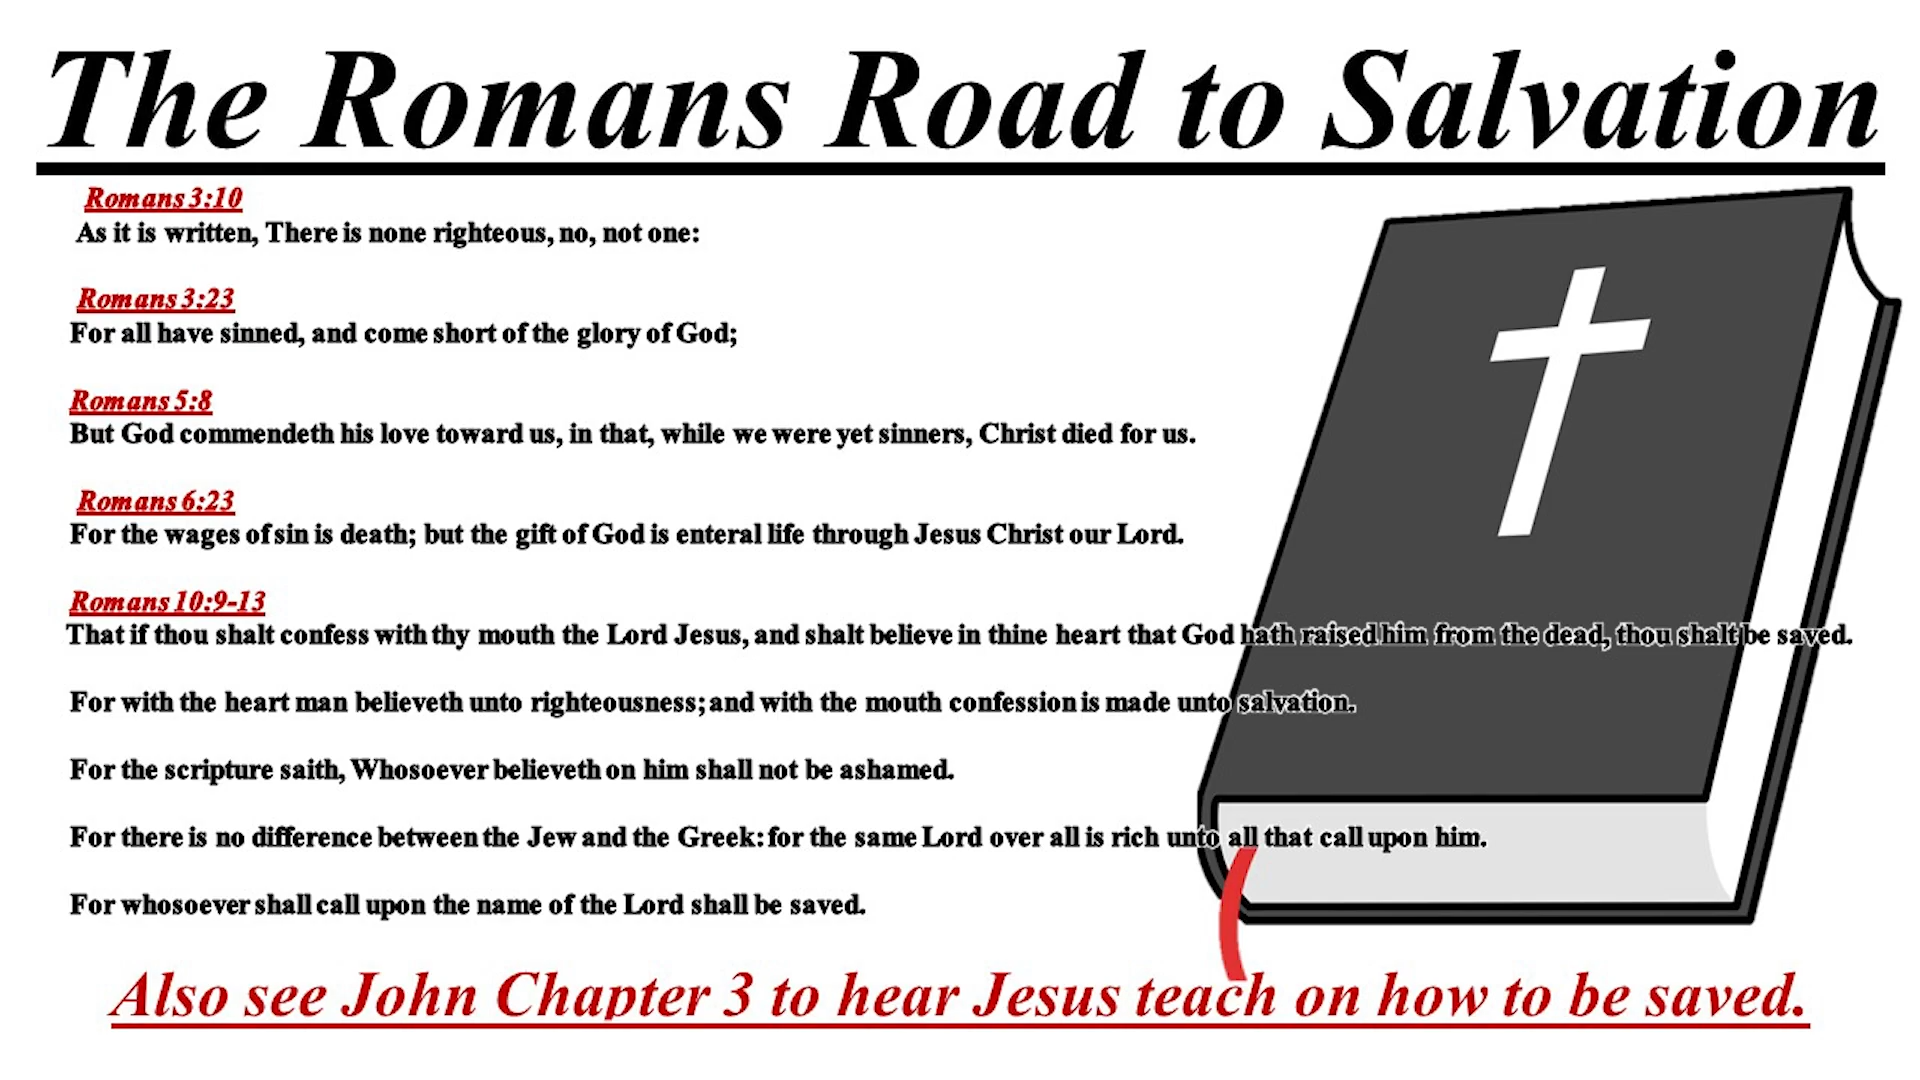 The Romans Road to Salvation
Romans 3:10
As it is written, There is none righteous, no, not one:
Romans 3:23
For all have sinned, and come short of the glory of God;
Romans 5:8
But God commendeth his love toward us, in that, while we were yet sinners, Christ died for us.
Romans 6:23
For the wages of sin is death; but the gift of God is enteral life through Jesus Christ our Lord.
Romans 10:9-13
That if thou shalt confess with thy mouth the Lord Jesus, and shalt believe in thine heart that God hath raised him from the dead, thou shalt be saved.
For with the heart man believeth unto righteousness; and with the mouth confession is made unto salvation.
For the scripture saith, Whosoever believeth on him shall not be ashamed.
For there is no difference between the Jew and the Greek: for the same Lord over all is rich unto all that call upon him.
For whosoever shall call upon the name of the Lord shall be saved.
Also see John Chapter 3 to hear Jesus teach on how to be saved.